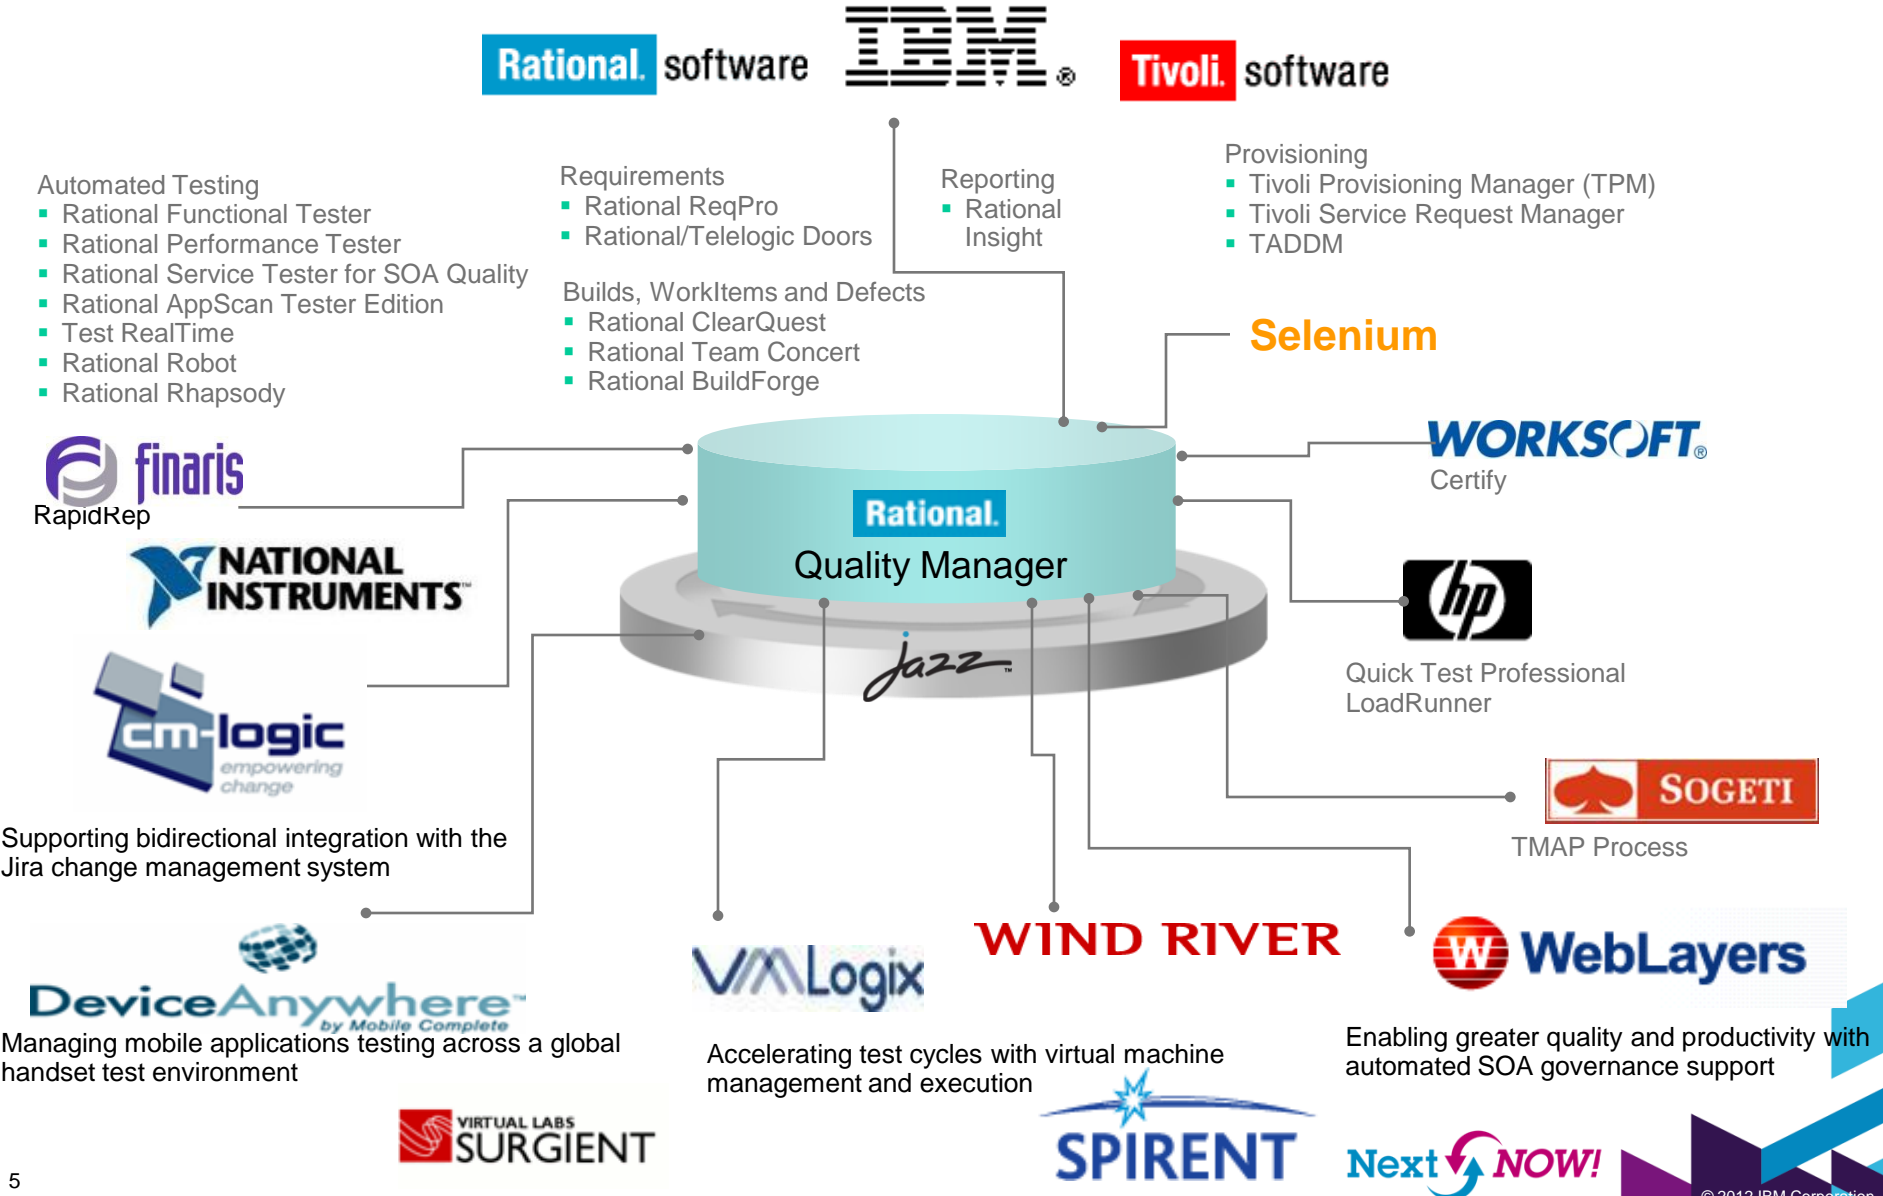 Rational. software
IBM®
Tivoli. software
Automated Testing
Rational Functional Tester
Rational Performance Tester
Rational Service Tester for SOA Quality
Rational AppScan Tester Edition
Test RealTime
Rational Robot
Rational Rhapsody
Requirements
Rational ReqPro
Rational/Telelogic Doors
Builds, WorkItems and Defects
Rational ClearQuest
Rational Team Concert
Rational BuildForge
Reporting
Rational
Insight
Provisioning
Tivoli Provisioning Manager (TPM)
Tivoli Service Request Manager
TADDM
Selenium
finaris
RapidRep
WORKSOFT®
Certify
Rational.
Quality Manager
jazz™
NATIONAL
INSTRUMENTS™
hp
Quick Test Professional
LoadRunner
cm-logic
empowering
change
Supporting bidirectional integration with the
Jira change management system
SOGETI
TMAP Process
DeviceAnywhere™
by Mobile Complete
Managing mobile applications testing across a global
handset test environment
VMLogix
Accelerating test cycles with virtual machine
management and execution
WIND RIVER
W WebLayers
Enabling greater quality and productivity with
automated SOA governance support
VIRTUAL LABS
SURGIENT
SPIRENT
Next NOW!
5
© 2012 IBM Corporation